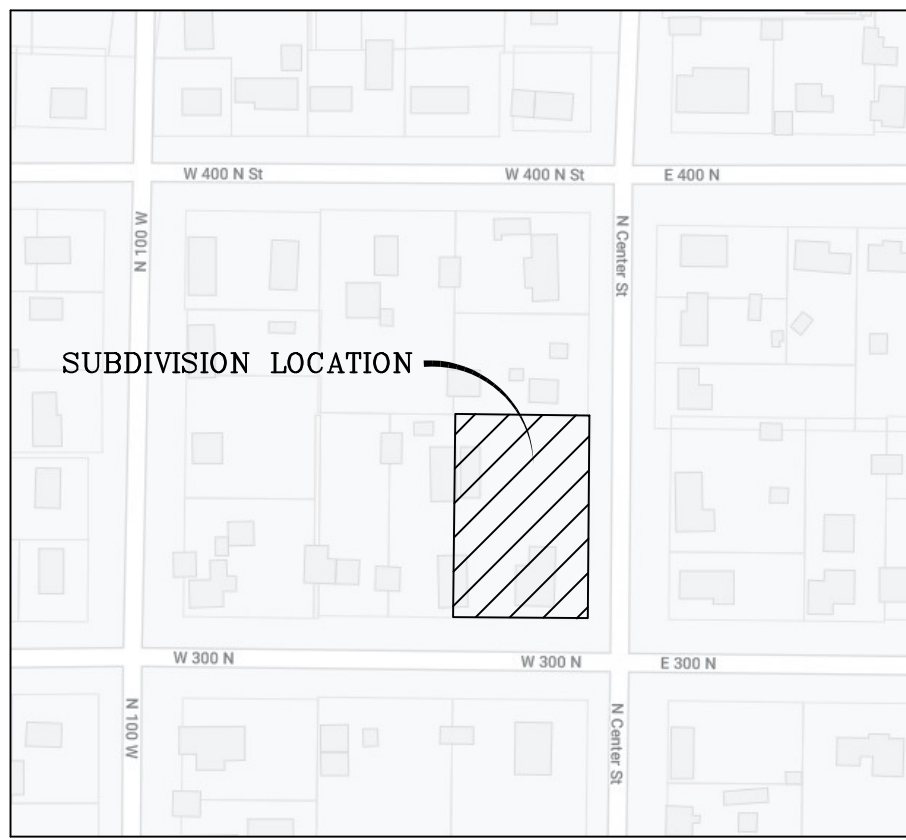 W 400 N St
W 400 N St
E 400 N
N 100 W
N Center St
SUBDIVISION LOCATION
W 300 N
W 300 N
E 300 N
N 100 W
N Center St